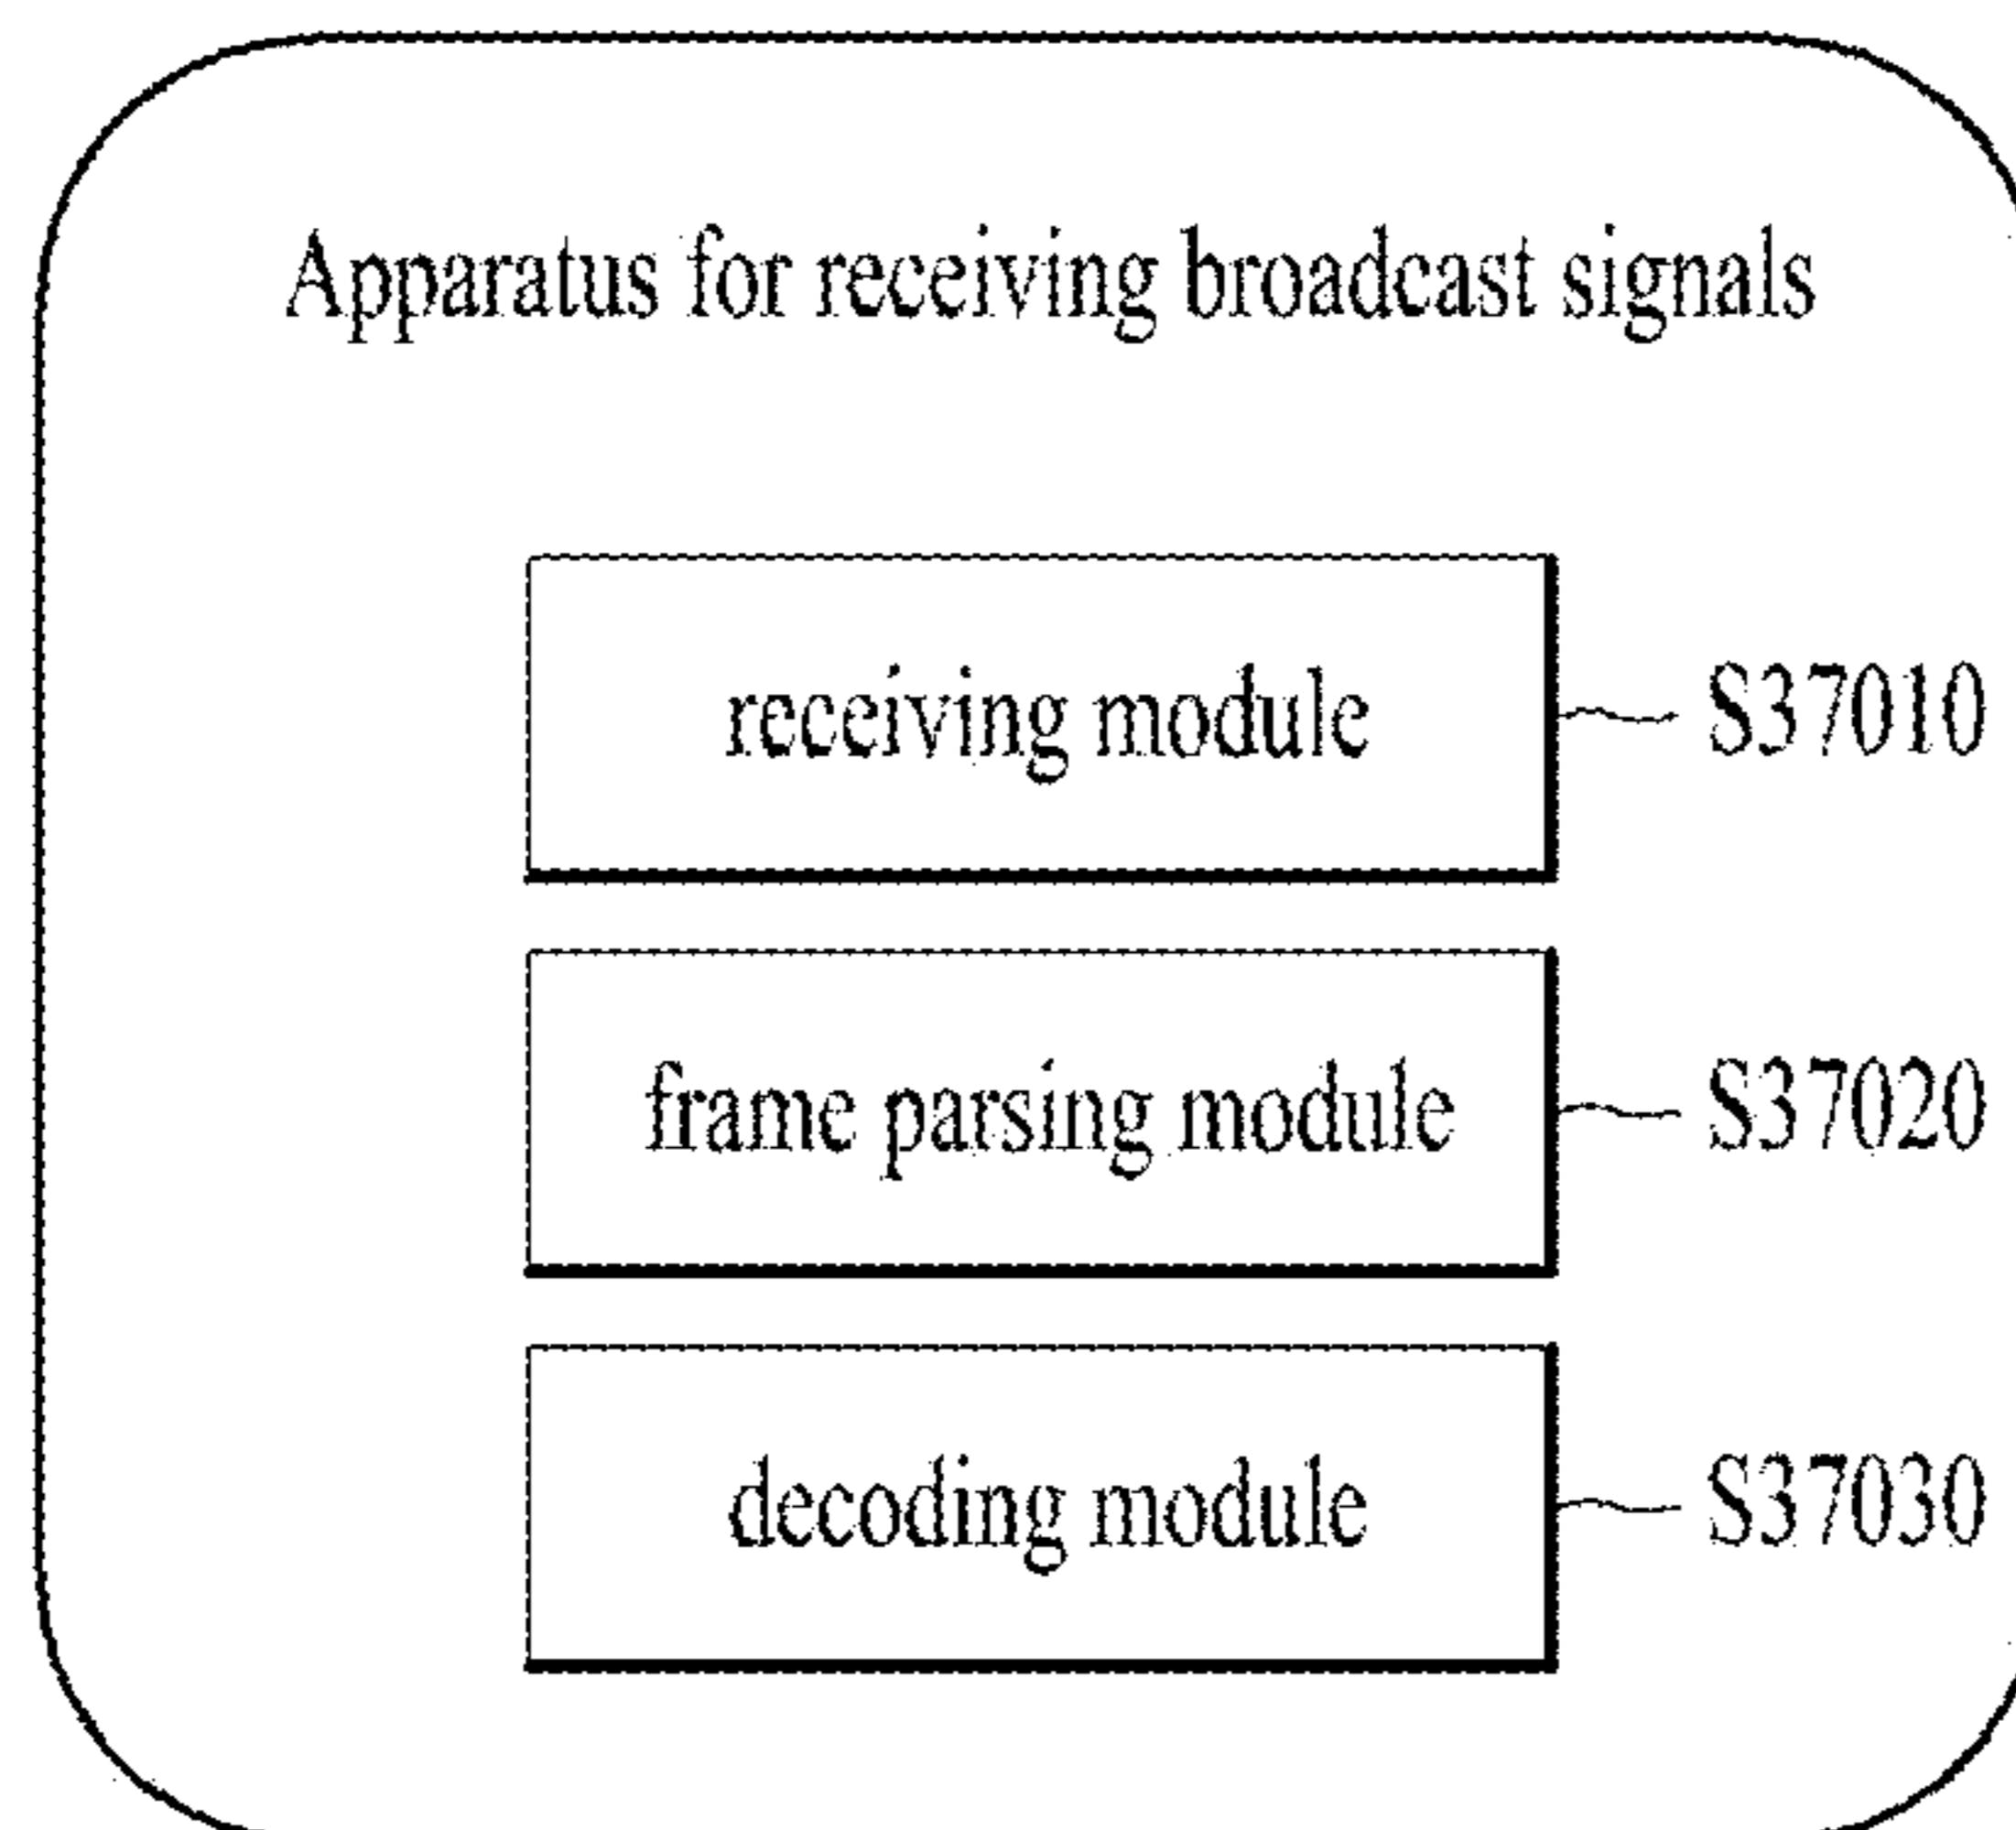 Apparatus for receiving broadcast signals
receiving module S37010
frame parsing module S37020
decoding module S37030